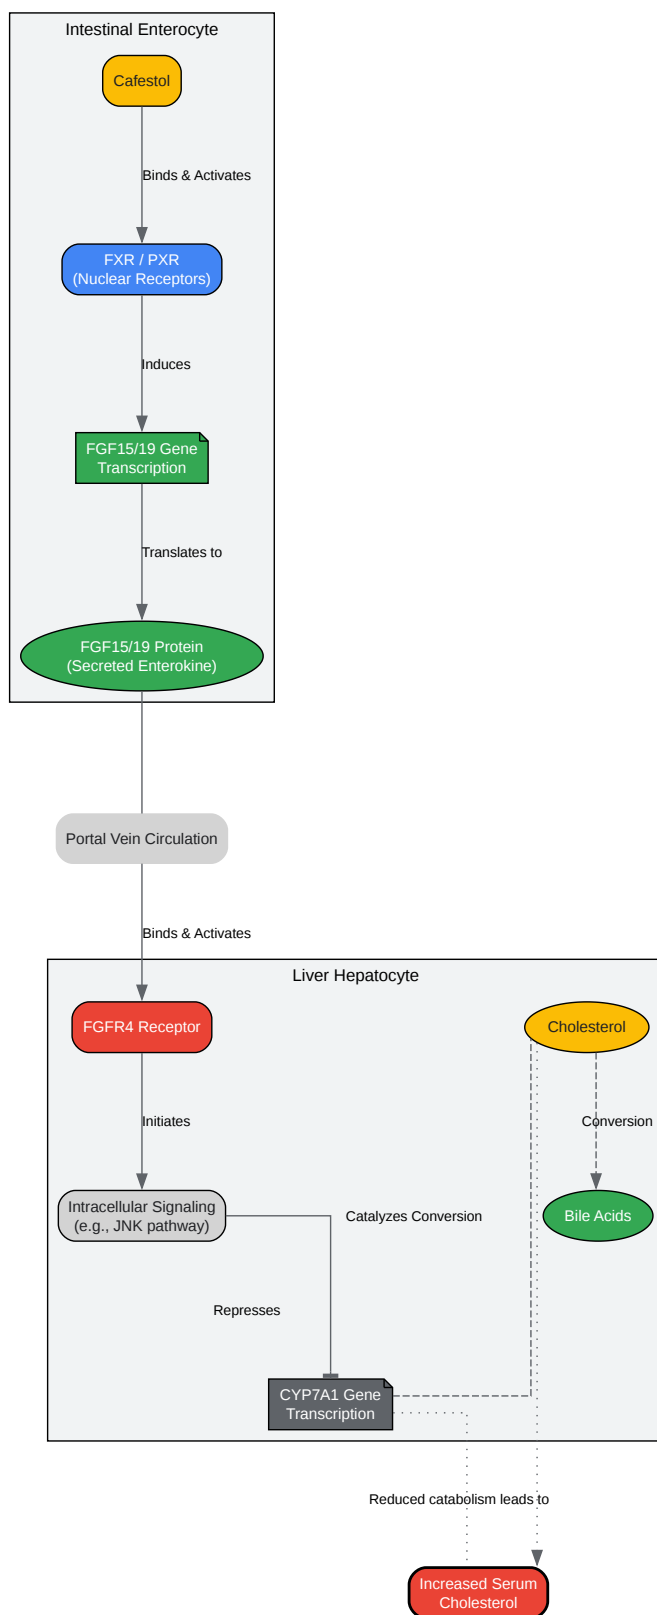 Intestinal Enterocyte
Cafestol
Binds & Activates
FXR / PXR
(Nuclear Receptors)
Induces
FGF15/19 Gene
Transcription
Translates to
FGF15/19 Protein
(Secreted Enterokine)
Portal Vein Circulation
Binds & Activates
Liver Hepatocyte
FGFR4 Receptor
Cholesterol
Initiates
Conversion
Intracellular Signaling
(e.g., JNK pathway)
Catalyzes Conversion
Bile Acids
Represses
CYP7A1 Gene
Transcription
Reduced catabolism leads to
Increased Serum
Cholesterol